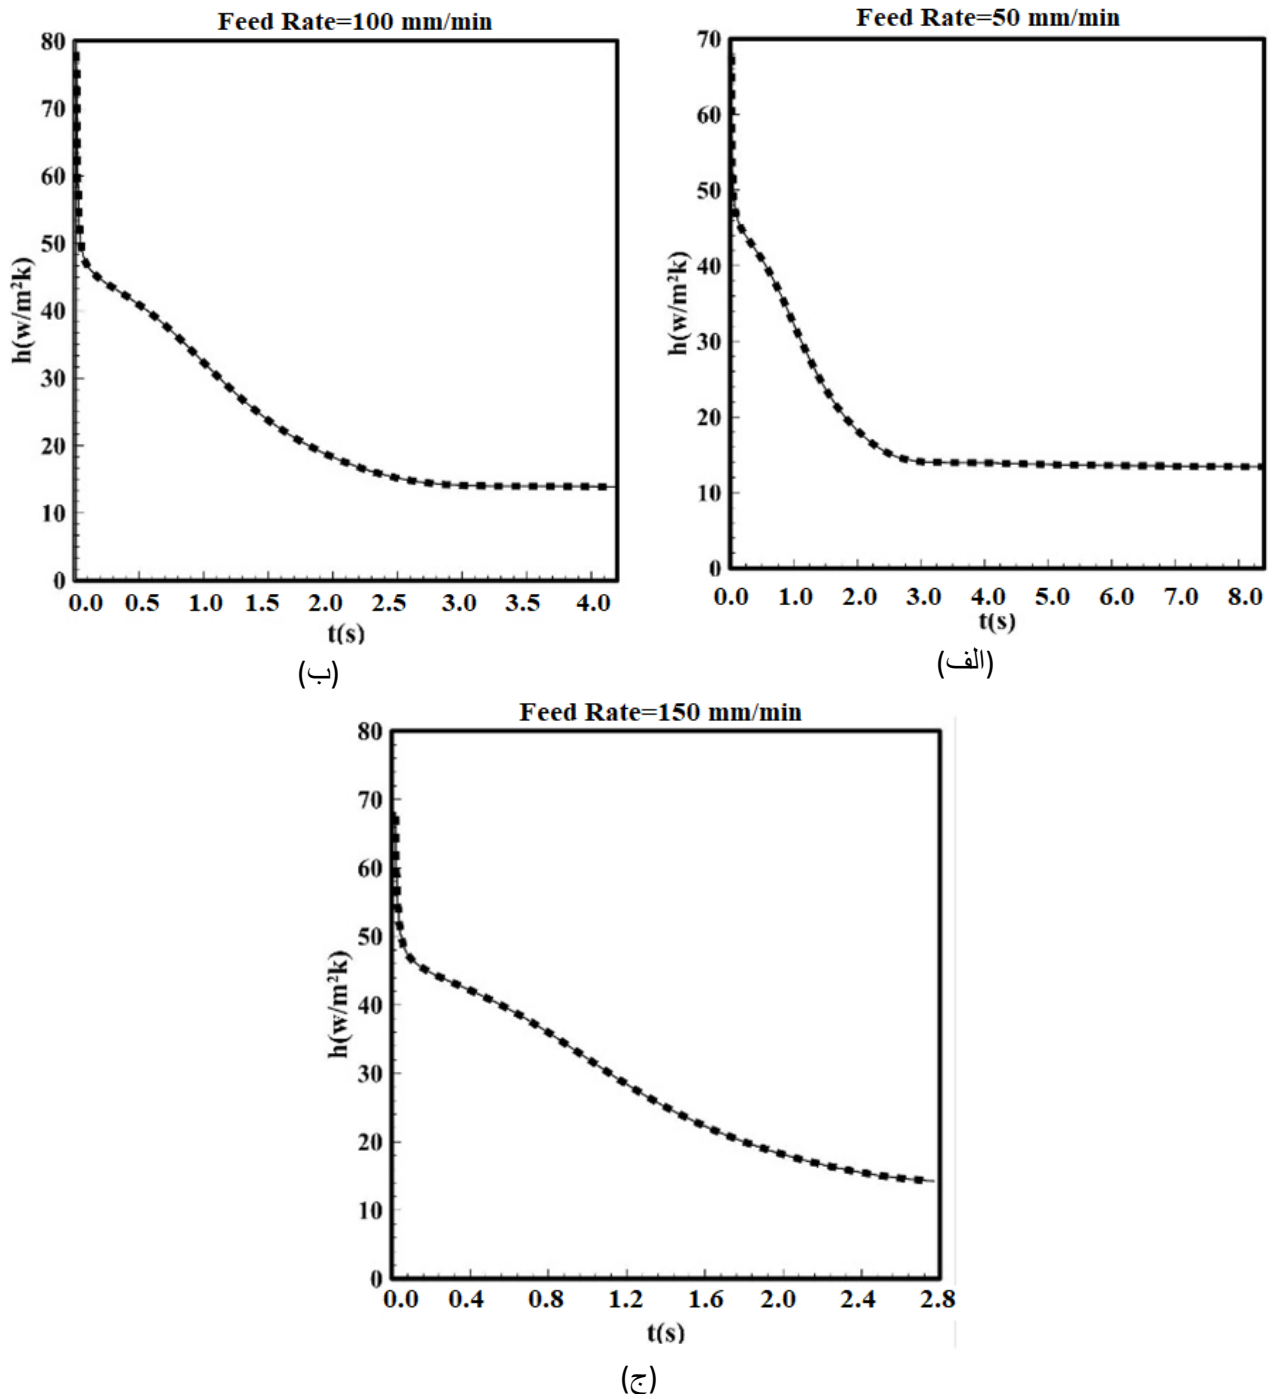 Feed Rate=100 mm/min
80
70
60
50
40
30
20
10
0
h(w/m²k)
0.0 0.5 1.0 1.5 2.0 2.5 3.0 3.5 4.0
t(s)
(ب)
Feed Rate=50 mm/min
70
60
50
40
30
20
10
0
h(w/m²k)
0.0 1.0 2.0 3.0 4.0 5.0 6.0 7.0 8.0
t(s)
(الف)
Feed Rate=150 mm/min
80
70
60
50
40
30
20
10
0
h(w/m²k)
0.0 0.4 0.8 1.2 1.6 2.0 2.4 2.8
t(s)
(ج)